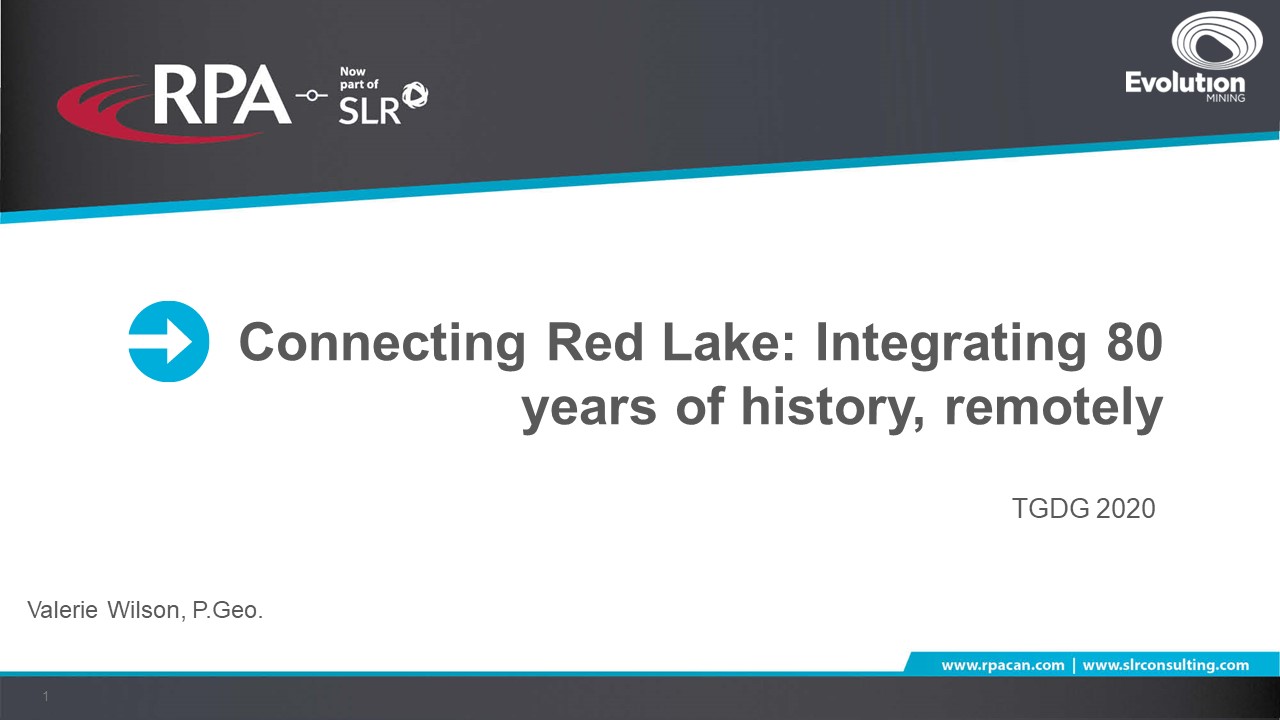 RPA
Now
part of
SLR
Evolution
MINING
Connecting Red Lake: Integrating 80
years of history, remotely
TGDG 2020
Valerie Wilson, P.Geo.
www.rpacan.com | www.slrconsulting.com
1